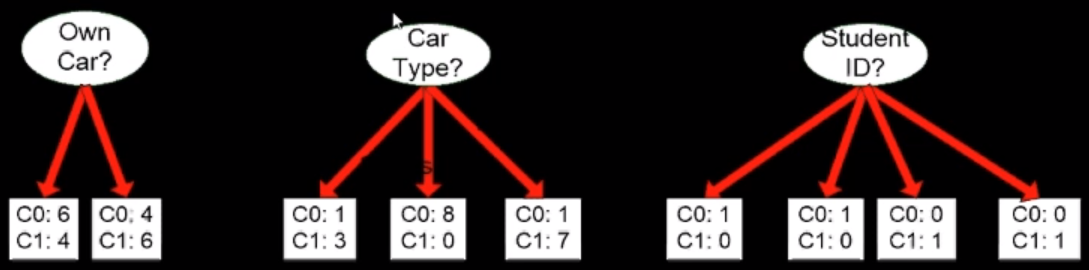 Own
Car?
Car
Type?
Student
ID?
s
C0: 6
C1: 4
C0: 4
C1: 6
C0: 1
C1: 3
C0: 8
C1: 0
C0: 1
C1: 7
C0: 1
C1: 0
C0: 1
C1: 0
C0: 0
C1: 1
C0: 0
C1: 1